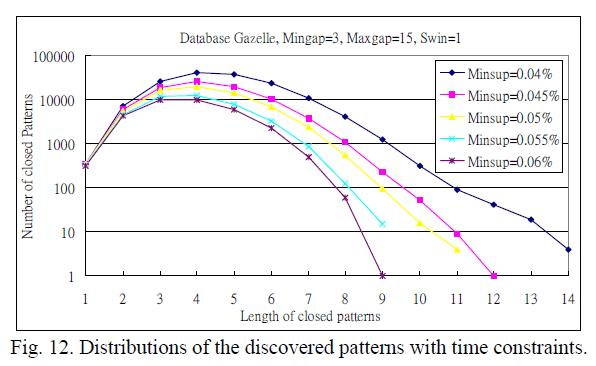 Database Gazelle, Mingap=3, Maxgap=15, Swin=1
Number of closed Patterns
100000
10000
1000
100
10
1
Minsup=0.04%
Minsup=0.045%
Minsup=0.05%
Minsup=0.055%
Minsup=0.06%
1 2 3 4 5 6 7 8 9 10 11 12 13 14
Length of closed patterns
Fig. 12. Distributions of the discovered patterns with time constraints.